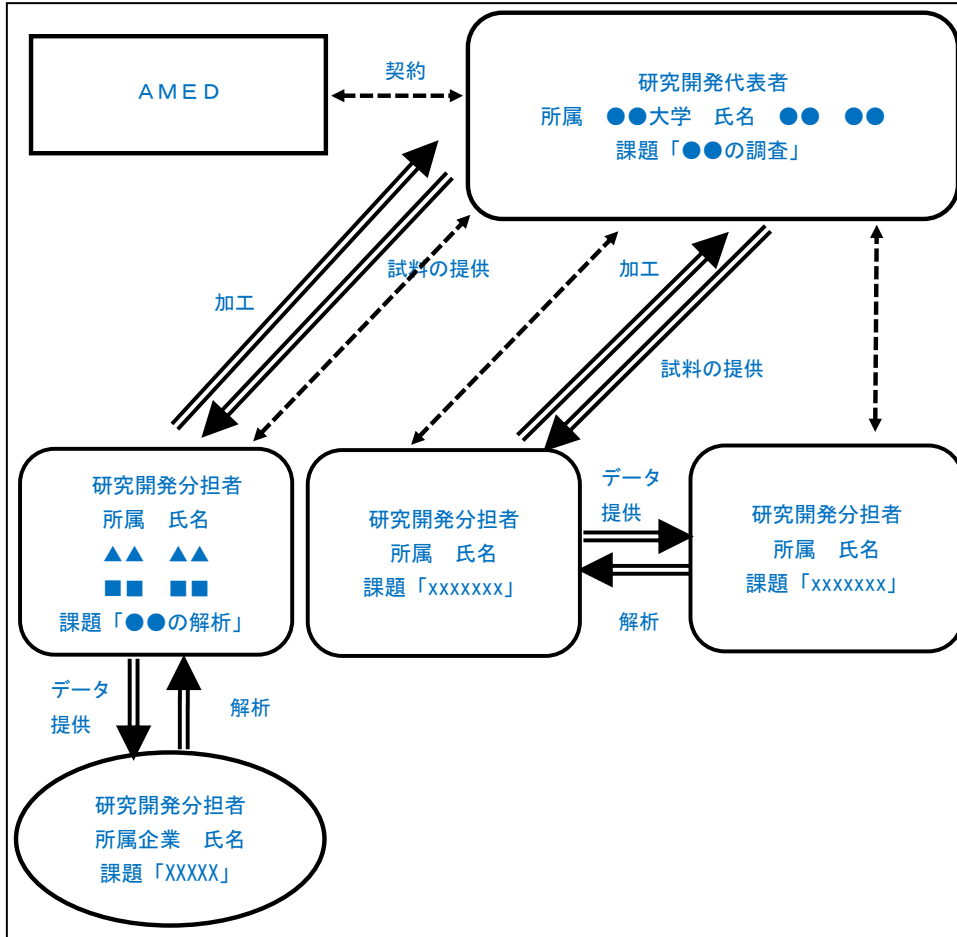 AMED
契約
研究開発代表者
所属　●●大学　氏名　●●　●●
課題「●●の調査」
試料の提供
加工
加工
試料の提供
研究開発分担者
所属　氏名
▲▲　▲▲
■■　■■
課題「●●の解析」
研究開発分担者
所属　氏名
課題「xxxxxxx」
データ
提供
解析
研究開発分担者
所属　氏名
課題「xxxxxxx」
データ
提供
解析
研究開発分担者
所属企業　氏名
課題「XXXXX」